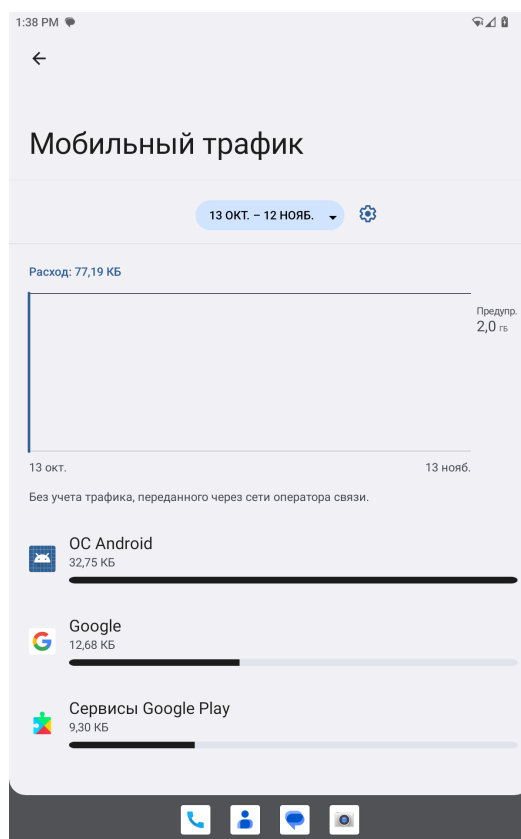 1:38 PM
Мобильный трафик
13 ОКТ. – 12 НОЯБ.
Расход: 77,19 КБ
Предупр.
2,0 ГБ
13 окт.
13 нояб.
Без учета трафика, переданного через сети оператора связи.
ОС Android
32,75 КБ
Google
12,68 КБ
Сервисы Google Play
9,30 КБ